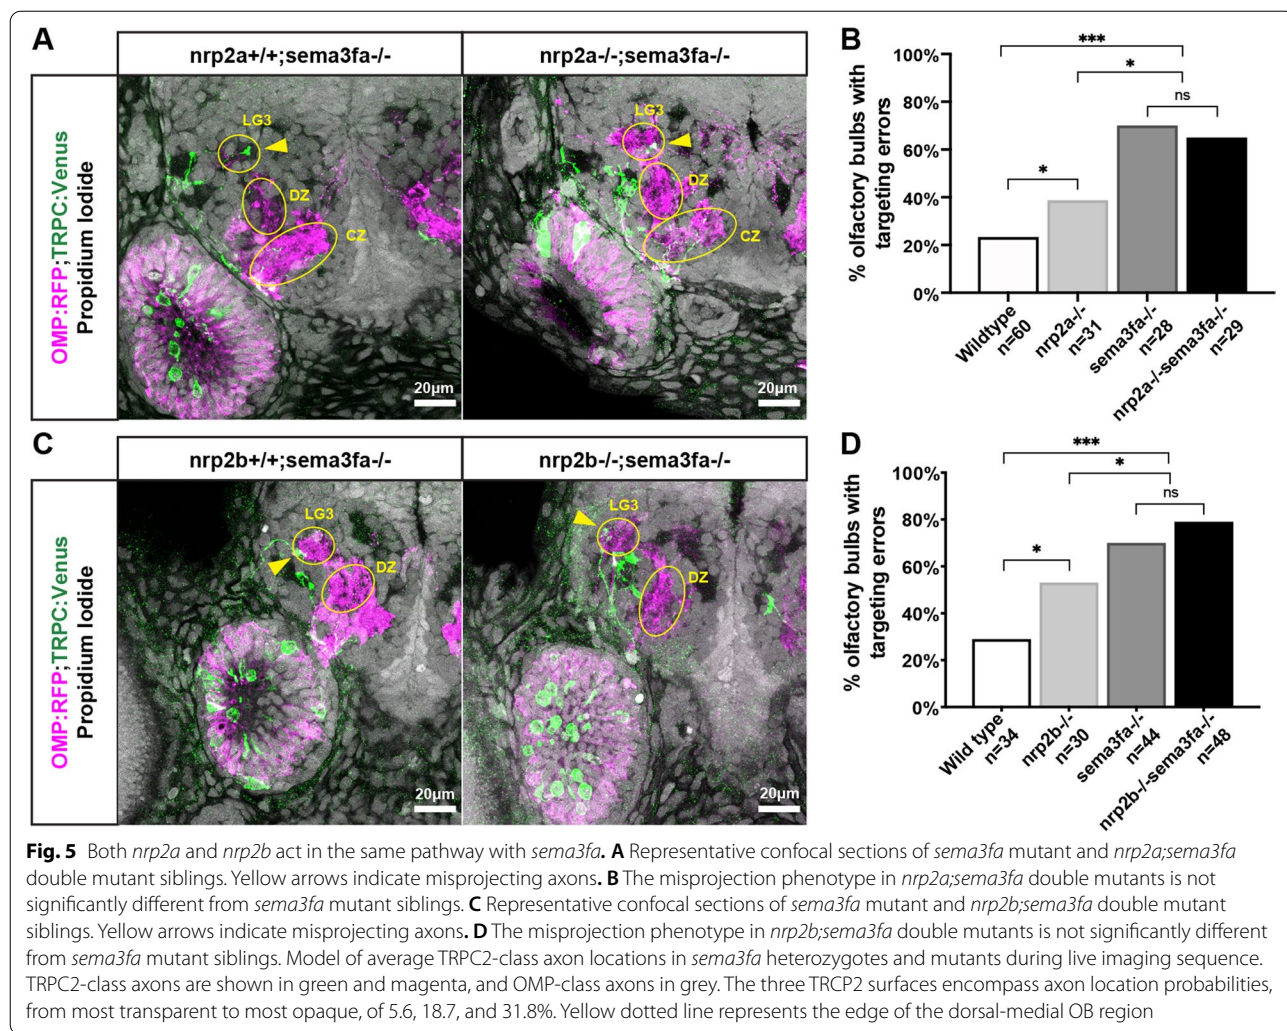 A
nrp2a+/+;sema3fa-/-
nrp2a-/-;sema3fa-/-
OMP:RFP;TRPC:Venus
Propidium Iodide
LG3
DZ
CZ
20µm
LG3
DZ
CZ
20µm
B
% olfactory bulbs with
targeting errors
100%
80%
60%
40%
20%
0%
***
*
ns
*
Wildtype
n=60
nrp2a-/-
n=31
sema3fa-/-
n=28
nrp2a-/-sema3fa-/-
n=29
C
nrp2b+/+;sema3fa-/-
nrp2b-/-;sema3fa-/-
OMP:RFP;TRPC:Venus
Propidium Iodide
LG3
DZ
20µm
LG3
DZ
20µm
D
% olfactory bulbs with
targeting errors
100%
80%
60%
40%
20%
0%
***
*
ns
*
Wild type
n=34
nrp2b-/-
n=30
sema3fa-/-
n=44
nrp2b-/-sema3fa-/-
n=48
Fig. 5 Both nrp2a and nrp2b act in the same pathway with sema3fa. A Representative confocal sections of sema3fa mutant and nrp2a;sema3fa
double mutant siblings. Yellow arrows indicate misprojecting axons. B The misprojection phenotype in nrp2a;sema3fa double mutants is not
significantly different from sema3fa mutant siblings. C Representative confocal sections of sema3fa mutant and nrp2b;sema3fa double mutant
siblings. Yellow arrows indicate misprojecting axons. D The misprojection phenotype in nrp2b;sema3fa double mutants is not significantly different
from sema3fa mutant siblings. Model of average TRPC2-class axon locations in sema3fa heterozygotes and mutants during live imaging sequence.
TRPC2-class axons are shown in green and magenta, and OMP-class axons in grey. The three TRCP2 surfaces encompass axon location probabilities,
from most transparent to most opaque, of 5.6, 18.7, and 31.8%. Yellow dotted line represents the edge of the dorsal-medial OB region